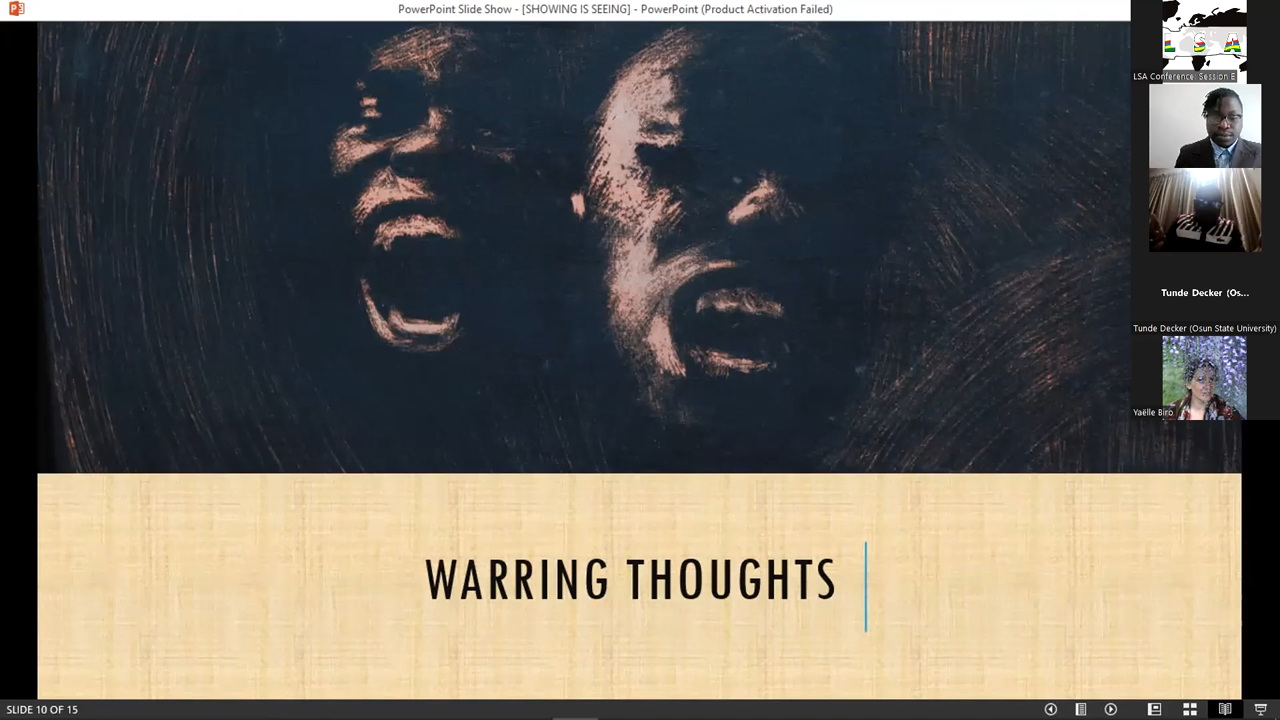 PowerPoint Slide Show - [SHOWING IS SEEING] - PowerPoint (Product Activation Failed)
LSA
LSA Conference: Session E
Tunde Decker (Os...
Tunde Decker (Osun State University)
Yaëlle Biro
WARRING THOUGHTS
SLIDE 10 OF 15